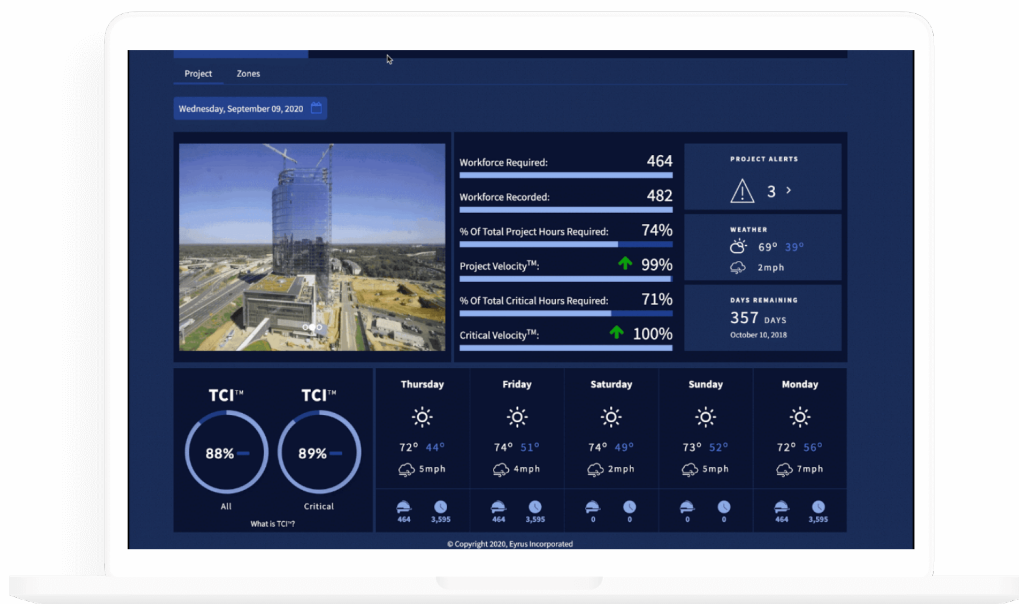 Project Zones
Wednesday, September 09, 2020
Workforce Required: 464
Workforce Recorded: 482
% Of Total Project Hours Required: 74%
Project Velocity™: 99%
% Of Total Critical Hours Required: 71%
Critical Velocity™: 100%
PROJECT ALERTS
3 >
WEATHER
69° 39°
2mph
DAYS REMAINING
357 DAYS
October 10, 2018
TCI™ TCI™
88% 89%
All Critical
What is TCI™?
Thursday Friday Saturday Sunday Monday
72° 44° 74° 51° 74° 49° 73° 52° 72° 56°
5mph 4mph 2mph 5mph 7mph
464 3,595 464 3,595 0 0 0 0 464 3,595
© Copyright 2020, Eyrus Incorporated